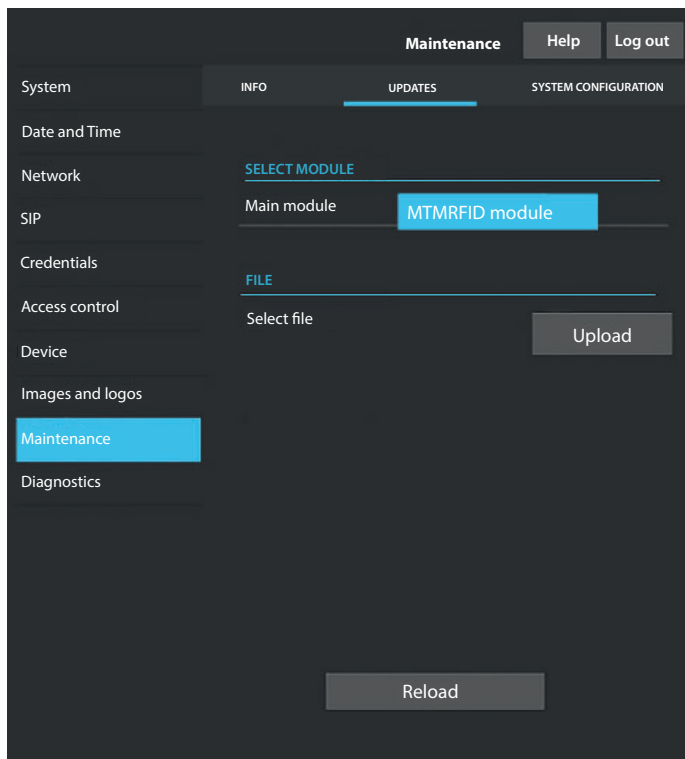 Maintenance Help Log out
System
Date and Time
Network
SIP
Credentials
Access control
Device
Images and logos
Maintenance
Diagnostics
INFO UPDATES SYSTEM CONFIGURATION
SELECT MODULE
Main module MTMRFID module
FILE
Select file Upload
Reload